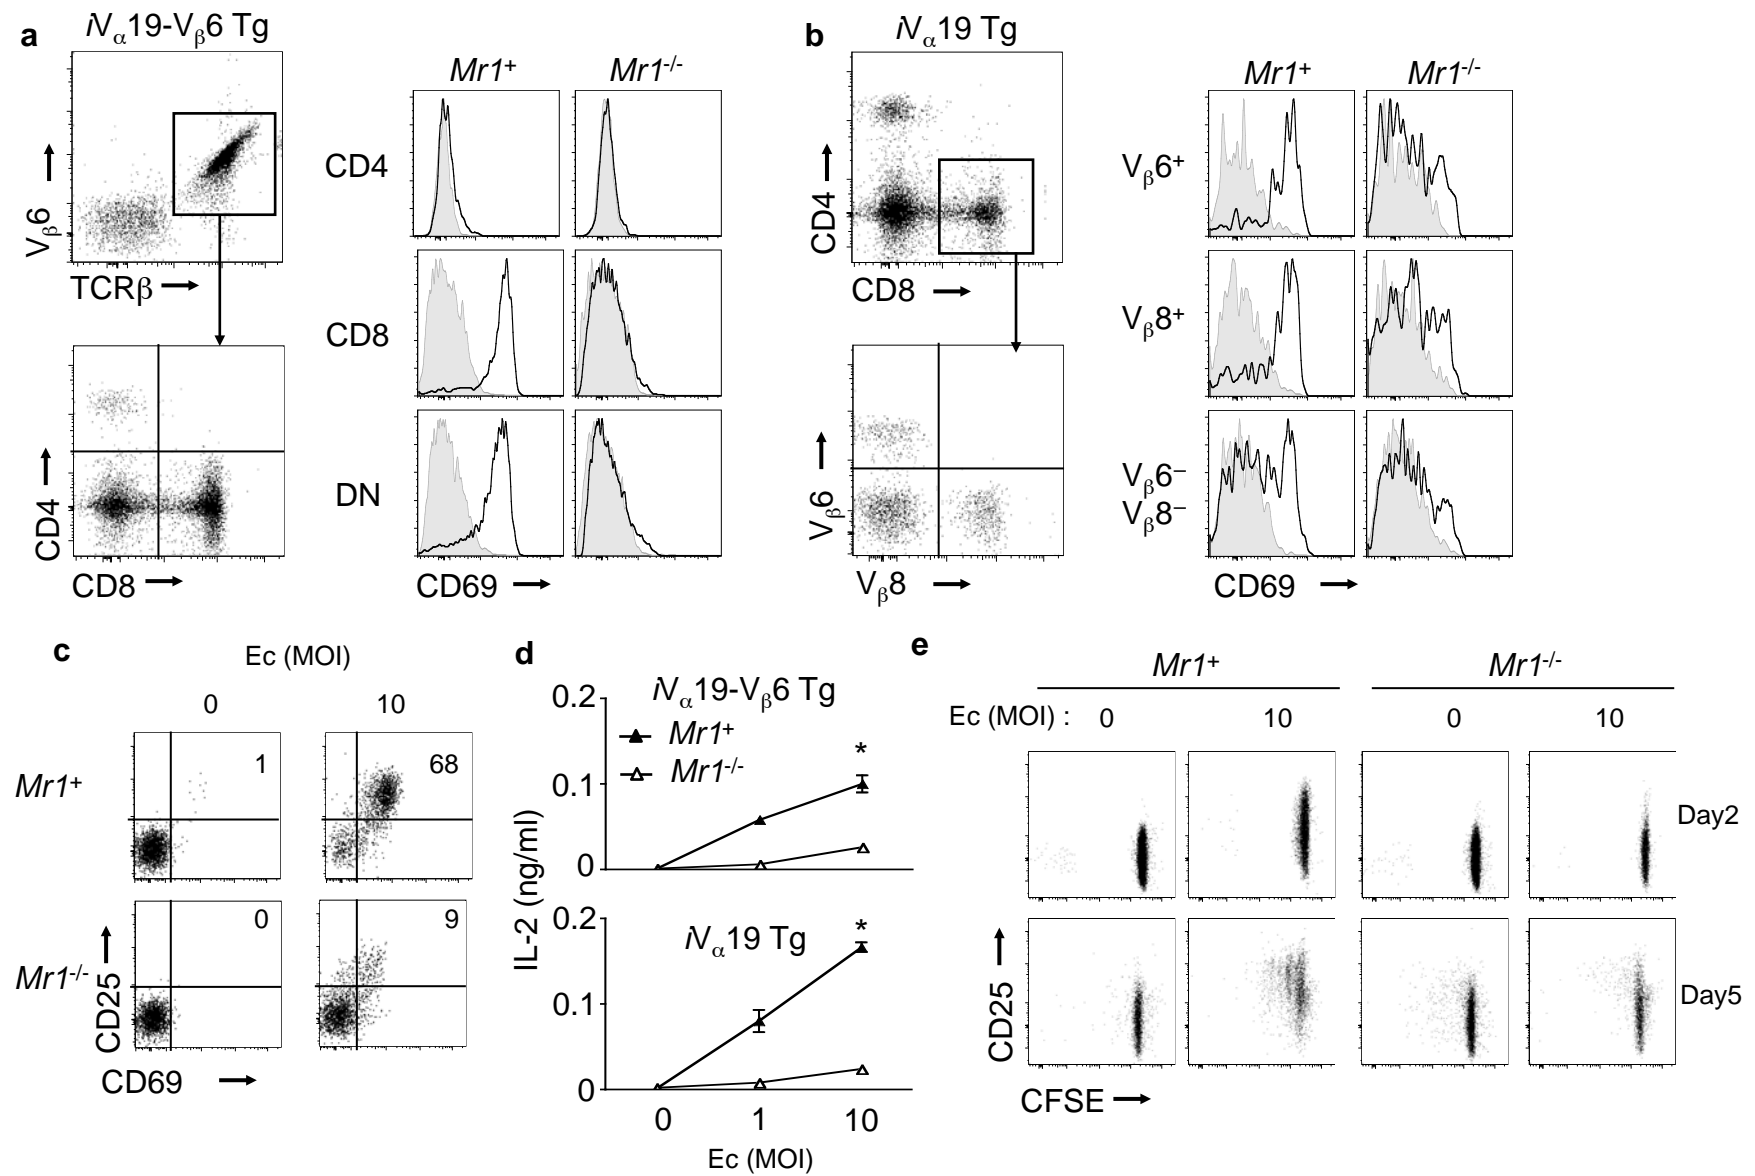 a
iVα19-Vβ6 Tg
Vβ6
TCRβ
CD4
CD8
Mr1+
Mr1-/-
CD4
CD8
DN
CD69
b
iVα19 Tg
CD4
CD8
Vβ6
Vβ8
Mr1+
Mr1-/-
Vβ6+
Vβ8+
Vβ6−
Vβ8−
CD69
c
Ec (MOI)
0 10
Mr1+
1 68
Mr1-/-
0 9
CD25
CD69
d
iVα19-Vβ6 Tg
Mr1+
Mr1-/-
*
0.2
0.1
0
IL-2 (ng/ml)
iVα19 Tg
*
0.2
0.1
0
0 1 10
Ec (MOI)
e
Mr1+ Mr1-/-
Ec (MOI) : 0 10 0 10
Day2
Day5
CD25
CFSE